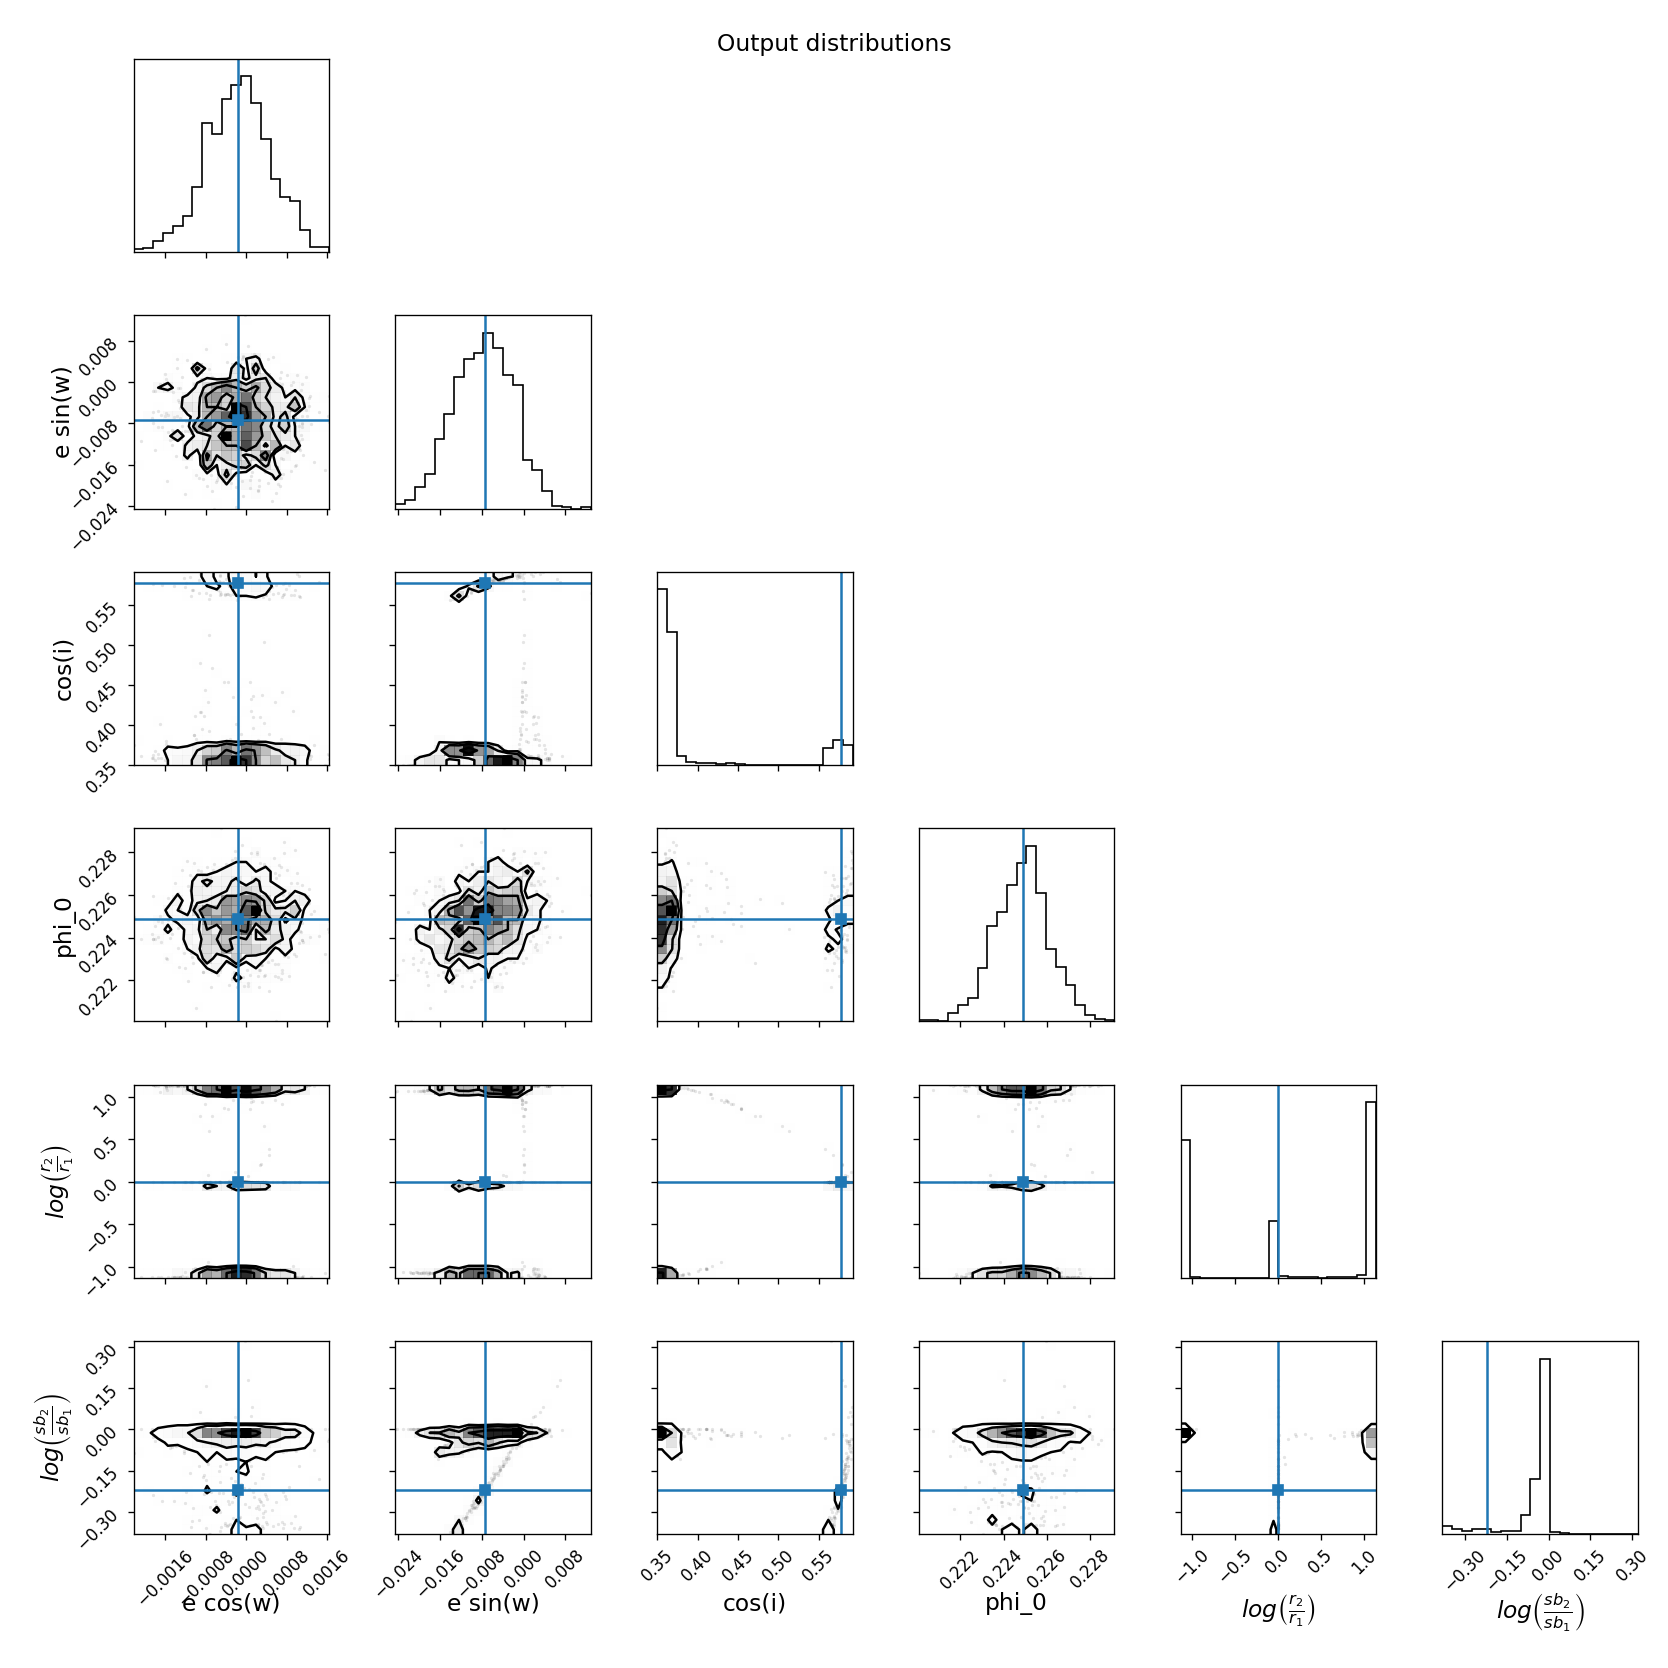 Output distributions
e sin(w)
0.008
0.000
−0.008
−0.016
−0.024
cos(i)
0.55
0.50
0.45
0.40
0.35
phi_0
0.228
0.226
0.224
0.222
log(r₂/r₁)
1.0
0.5
0.0
−0.5
−1.0
log(sb₂/sb₁)
0.30
0.15
0.00
−0.15
−0.30
−0.0016 −0.0008 0.0000 0.0008 0.0016
−0.024 −0.016 −0.008 0.000 0.008
0.35 0.40 0.45 0.50 0.55
0.222 0.224 0.226 0.228
−1.0 −0.5 0.0 0.5 1.0
−0.30 −0.15 0.00 0.15 0.30
e cos(w)
e sin(w)
cos(i)
phi_0
log(r₂/r₁)
log(sb₂/sb₁)